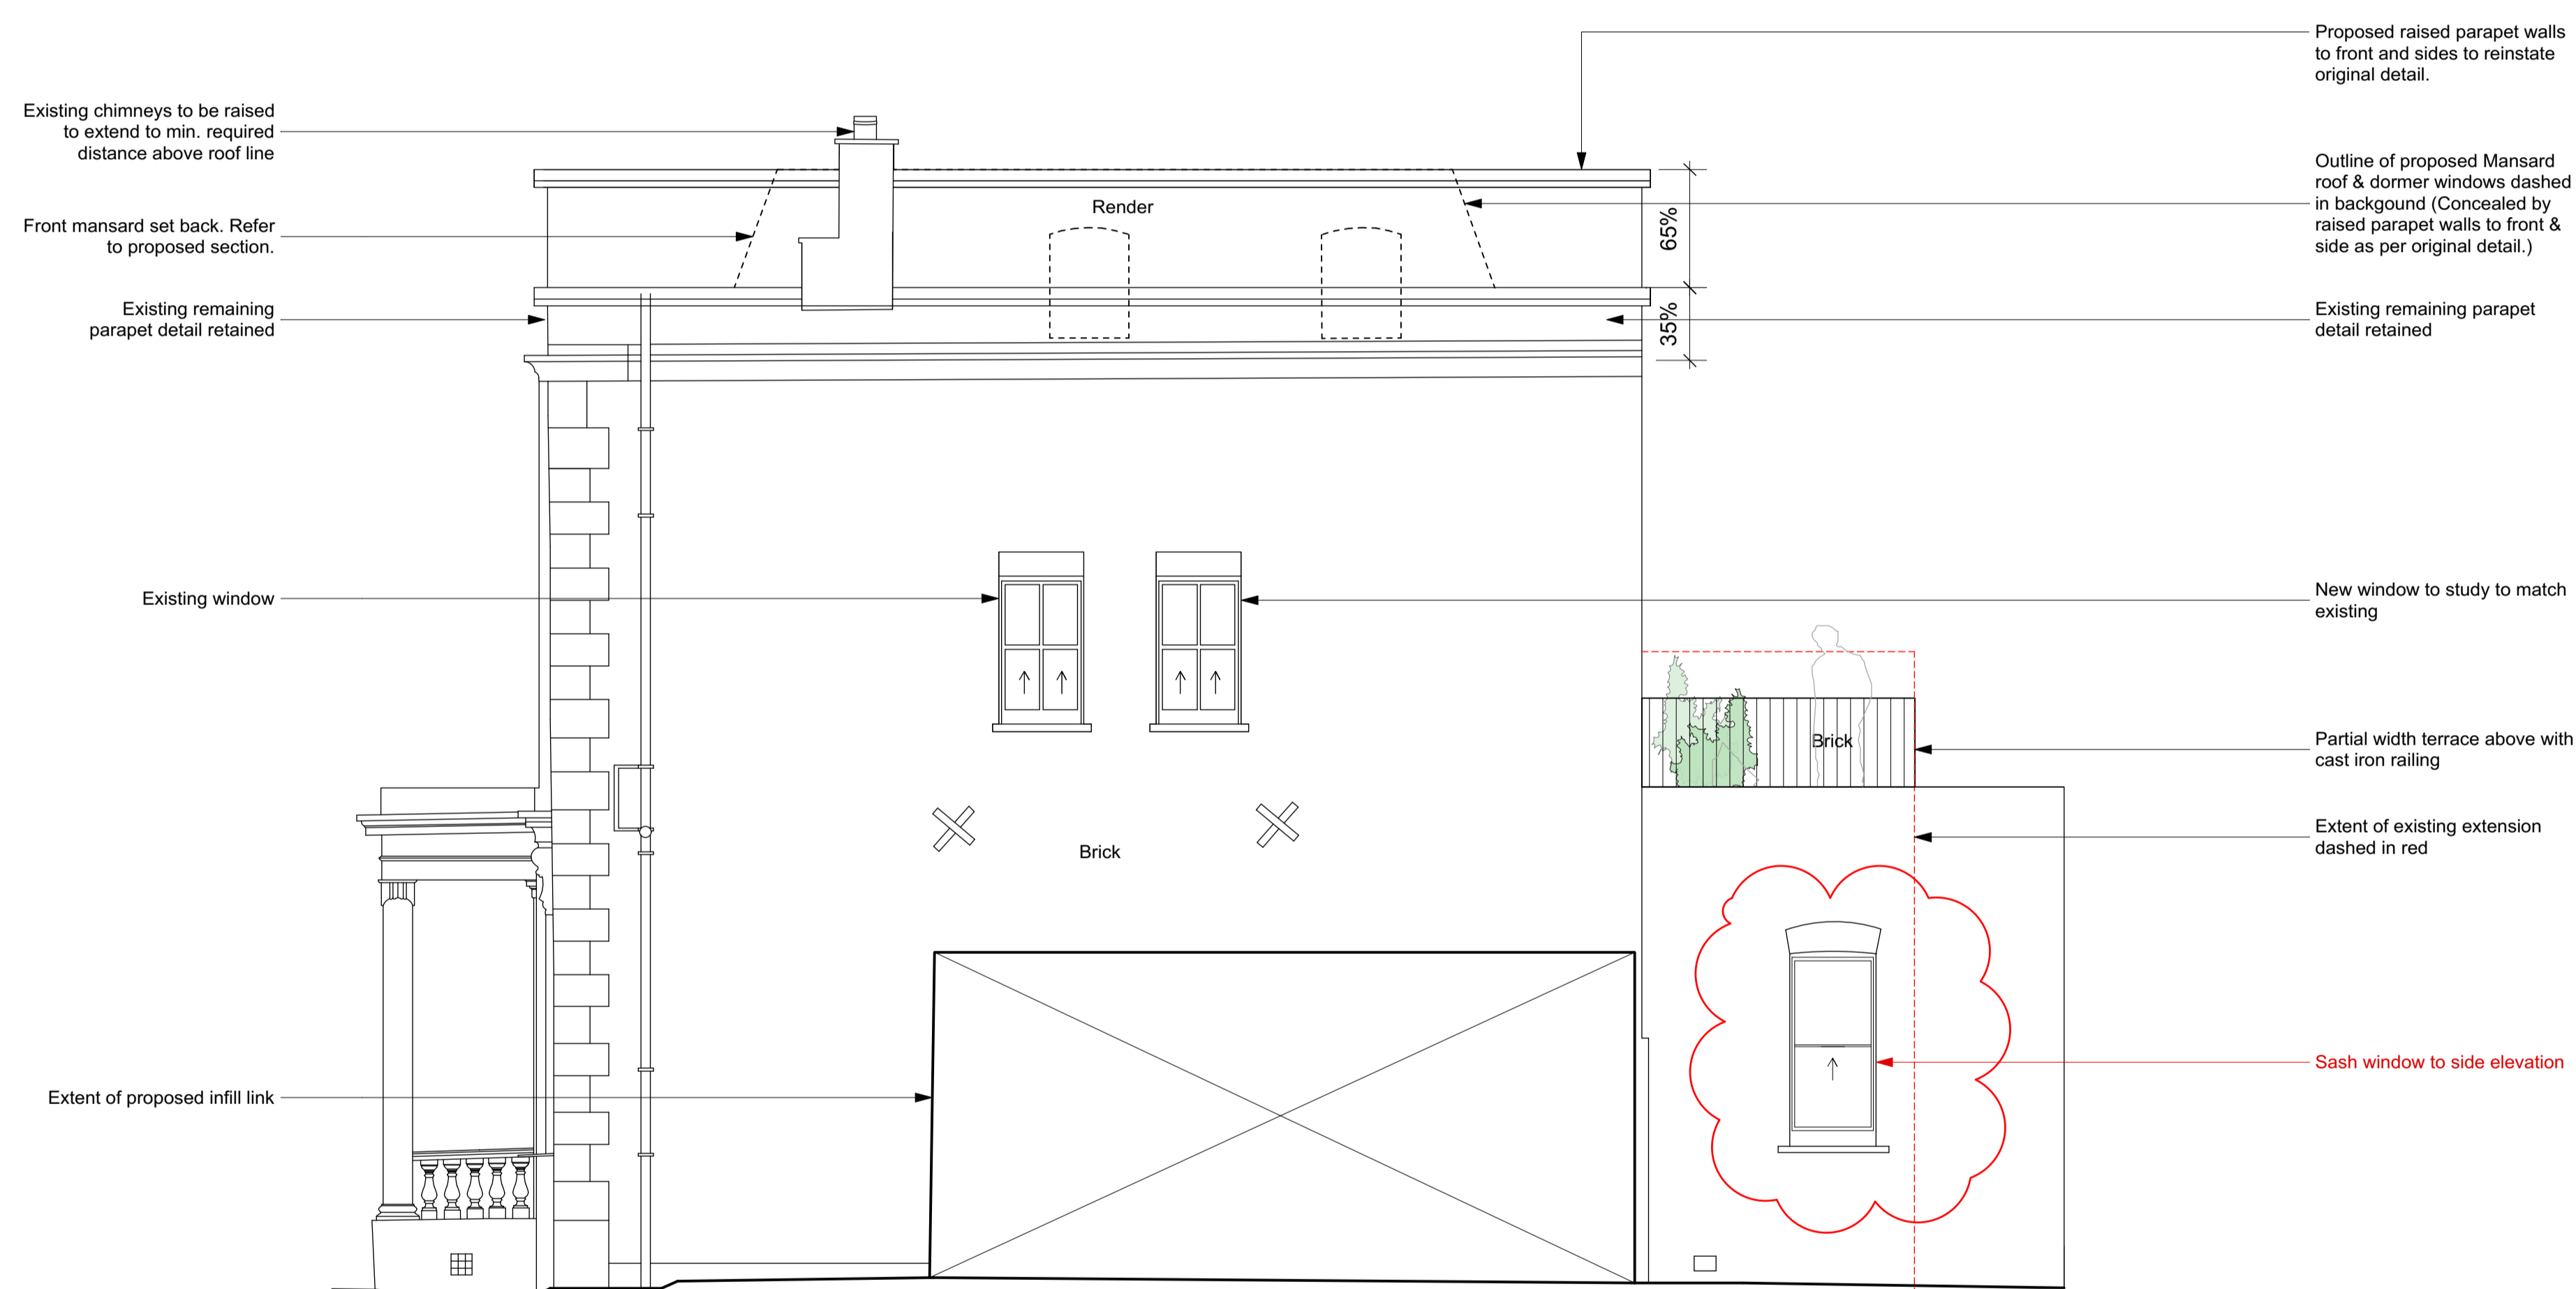 Proposed raised parapet walls
to front and sides to reinstate
original detail.
Existing chimneys to be raised
to extend to min. required
distance above roof line
Outline of proposed Mansard
roof & dormer windows dashed
in backgound (Concealed by
raised parapet walls to front &
side as per original detail.)
Render
65%
Front mansard set back. Refer
to proposed section.
Existing remaining
parapet detail retained
35%
Existing remaining parapet
detail retained
Existing window
New window to study to match
existing
Brick
Partial width terrace above with
cast iron railing
Extent of existing extension
dashed in red
Brick
Sash window to side elevation
Extent of proposed infill link